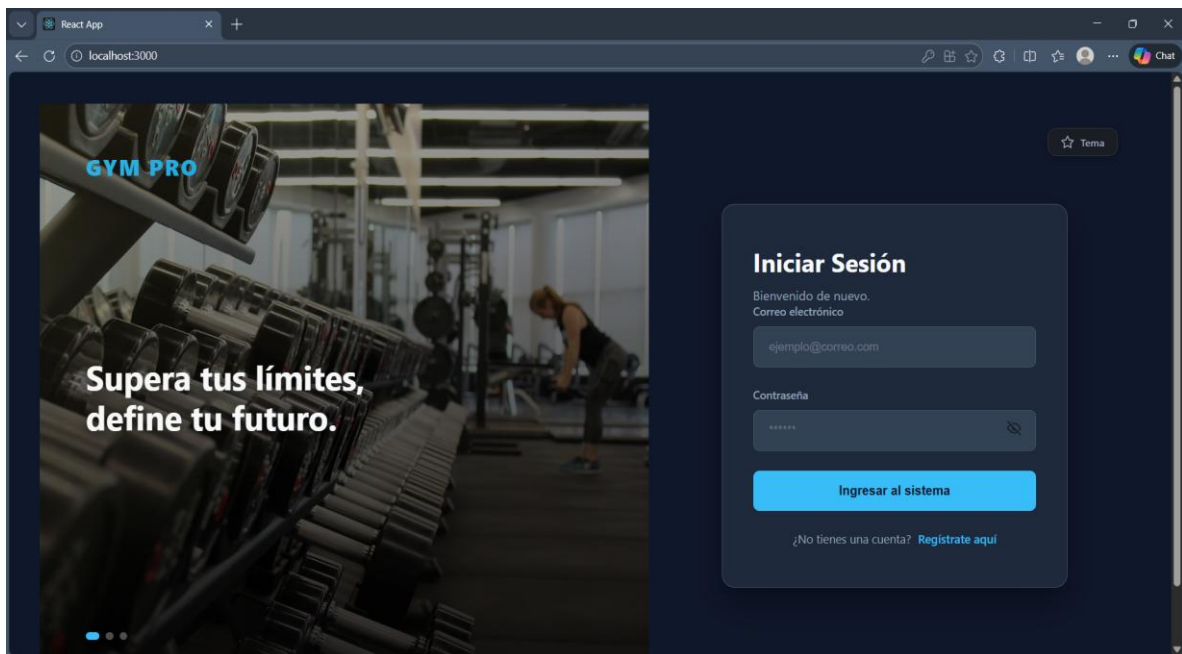 React App
localhost:3000
Chat
GYM PRO
Supera tus límites,
define tu futuro.
Tema
Iniciar Sesión
Bienvenido de nuevo.
Correo electrónico
ejemplo@correo.com
Contraseña
Ingresar al sistema
¿No tienes una cuenta? Regístrate aquí